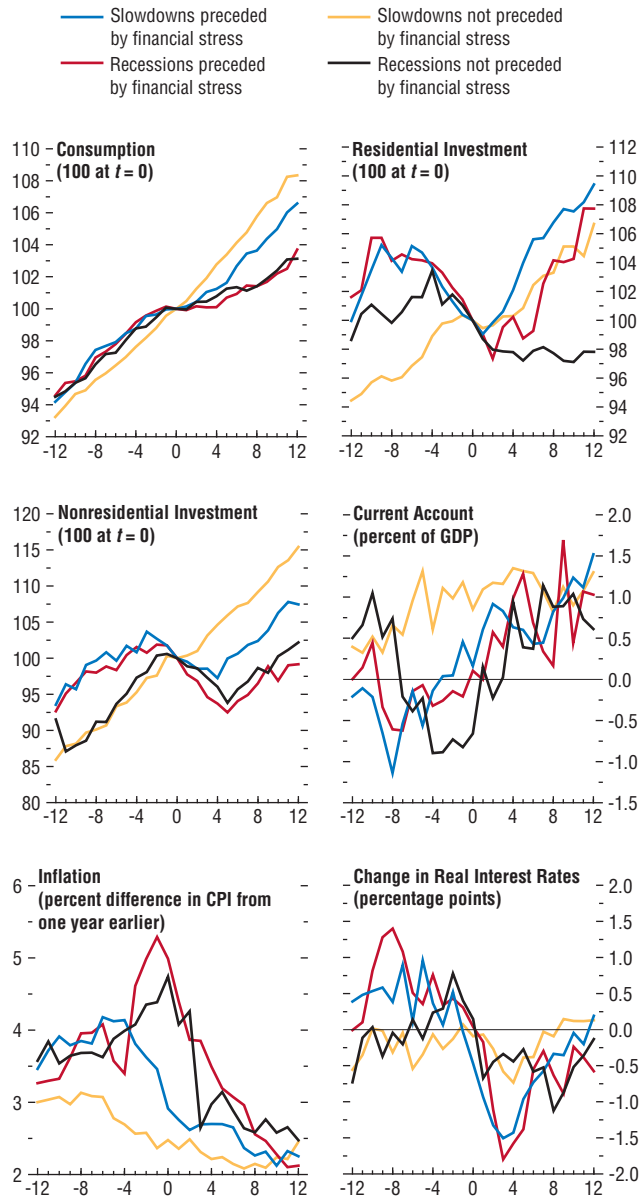 Slowdowns preceded
by financial stress
Slowdowns not preceded
by financial stress
Recessions preceded
by financial stress
Recessions not preceded
by financial stress
Consumption
(100 at t = 0)
110
108
106
104
102
100
98
96
94
92
-12 -8 -4 0 4 8 12
Residential Investment
(100 at t = 0)
112
110
108
106
104
102
100
98
96
94
92
-12 -8 -4 0 4 8 12
Nonresidential Investment
(100 at t = 0)
120
115
110
105
100
95
90
85
80
-12 -8 -4 0 4 8 12
Current Account
(percent of GDP)
2.0
1.5
1.0
0.5
0.0
-0.5
-1.0
-1.5
-12 -8 -4 0 4 8 12
Inflation
(percent difference in CPI from
one year earlier)
6
5
4
3
2
-12 -8 -4 0 4 8 12
Change in Real Interest Rates
(percentage points)
2.0
1.5
1.0
0.5
0.0
-0.5
-1.0
-1.5
-2.0
-12 -8 -4 0 4 8 12